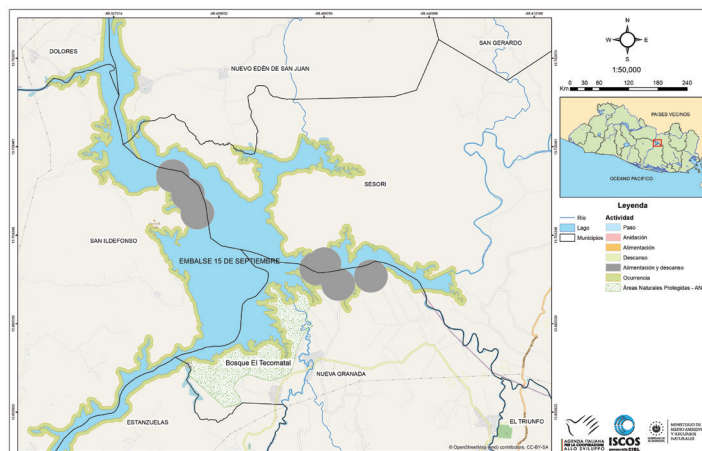 DOLORES
NUEVO EDÉN DE SAN JUAN
SAN GERARDO
SESORI
SAN ILDEFONSO
EMBALSE 15 DE SEPTIEMBRE
Bosque El Tecomatal
NUEVA GRANADA
ESTANZUELAS
EL TRIUNFO
© OpenStreetMap (and) contributors, CC-BY-SA
N
W E
S
1:50,000
Km
0 30 60 120 180 240
PAISES VECINOS
OCEANO PACIFICO
Leyenda
Río
Lago
Municipios
Actividad
Paso
Anidación
Alimentación
Descanso
Alimentación y descanso
Ocurrencia
Áreas Naturales Protegidas - AN
AGENZIA ITALIANA
PER LA COOPERAZIONE
ALLO SVILUPPO
ISCOS
MINISTERIO DE
MEDIO AMBIENTE
Y RECURSOS
NATURALES